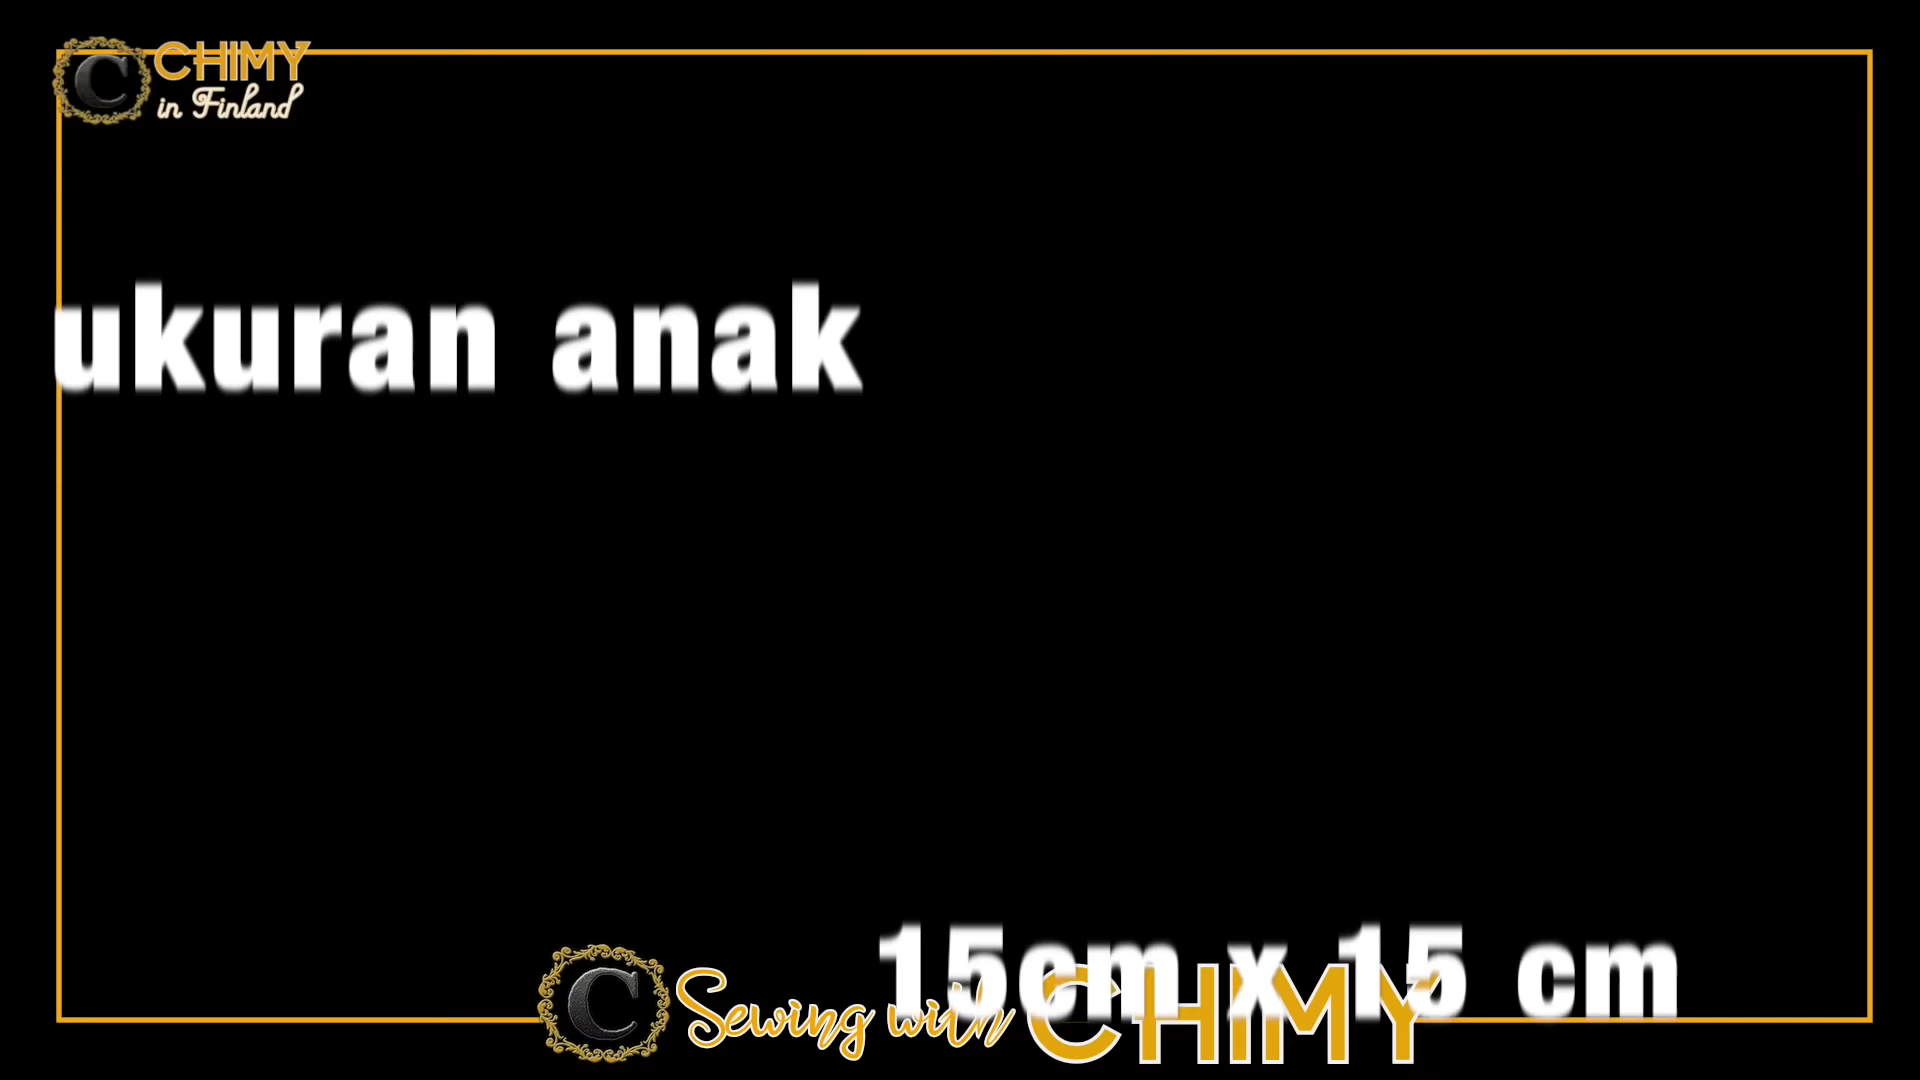 C CHIMY
in Finland
ukuran anak
15cm x 15 cm
C Sewing with CHIMY